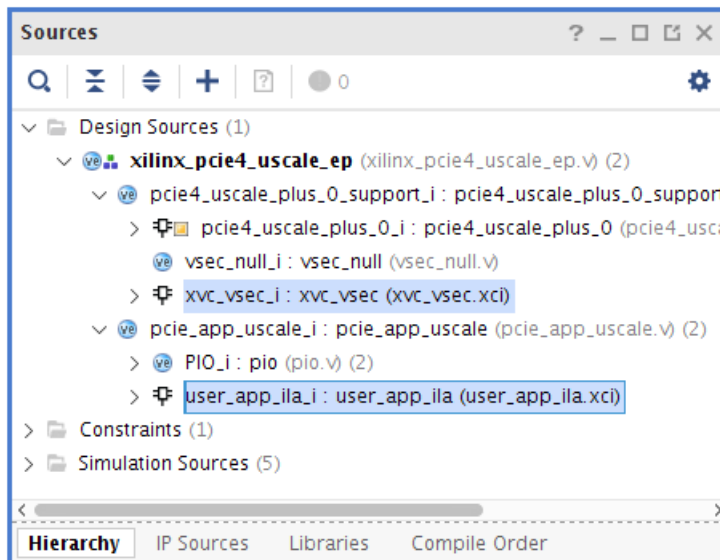 Sources
0
Design Sources (1)
xilinx_pcie4_uscale_ep (xilinx_pcie4_uscale_ep.v) (2)
pcie4_uscale_plus_0_support_i : pcie4_uscale_plus_0_support
pcie4_uscale_plus_0_i : pcie4_uscale_plus_0 (pcie4_usca
vsec_null_i : vsec_null (vsec_null.v)
xvc_vsec_i : xvc_vsec (xvc_vsec.xci)
pcie_app_uscale_i : pcie_app_uscale (pcie_app_uscale.v) (2)
PIO_i : pio (pio.v) (2)
user_app_ila_i : user_app_ila (user_app_ila.xci)
Constraints (1)
Simulation Sources (5)
Hierarchy IP Sources Libraries Compile Order